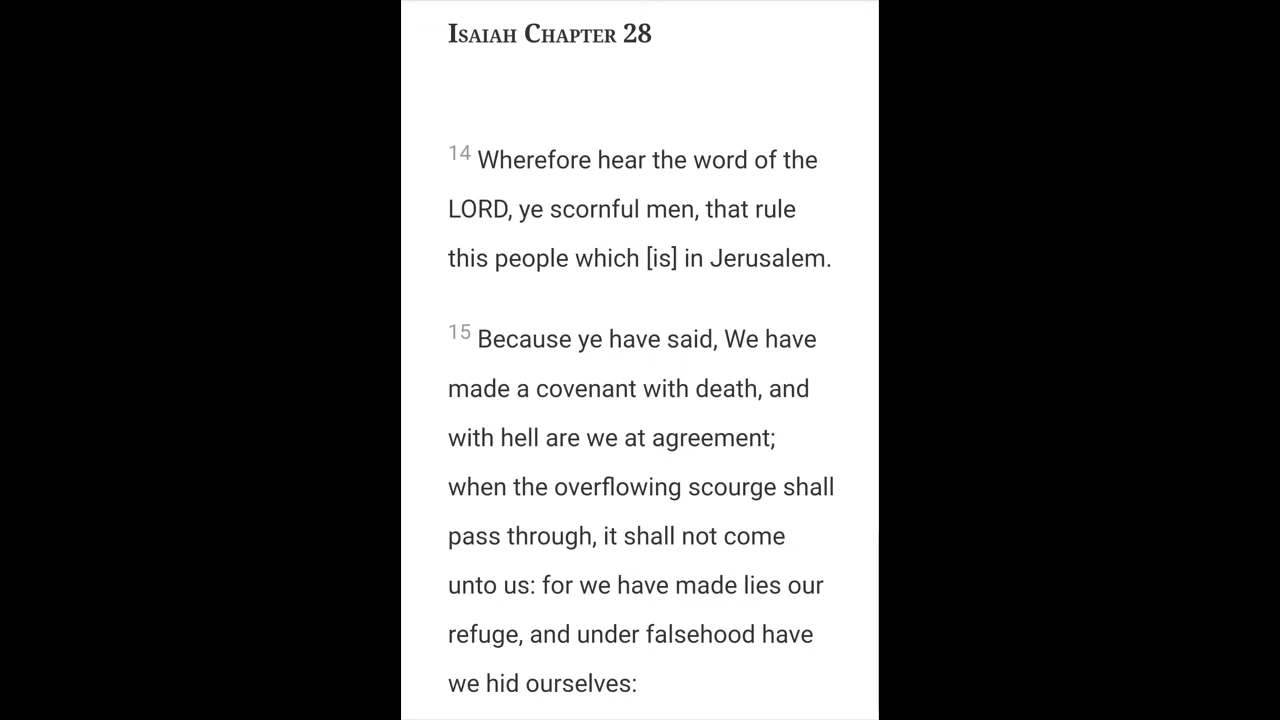 Isaiah Chapter 28
14 Wherefore hear the word of the
LORD, ye scornful men, that rule
this people which [is] in Jerusalem.
15 Because ye have said, We have
made a covenant with death, and
with hell are we at agreement;
when the overflowing scourge shall
pass through, it shall not come
unto us: for we have made lies our
refuge, and under falsehood have
we hid ourselves: